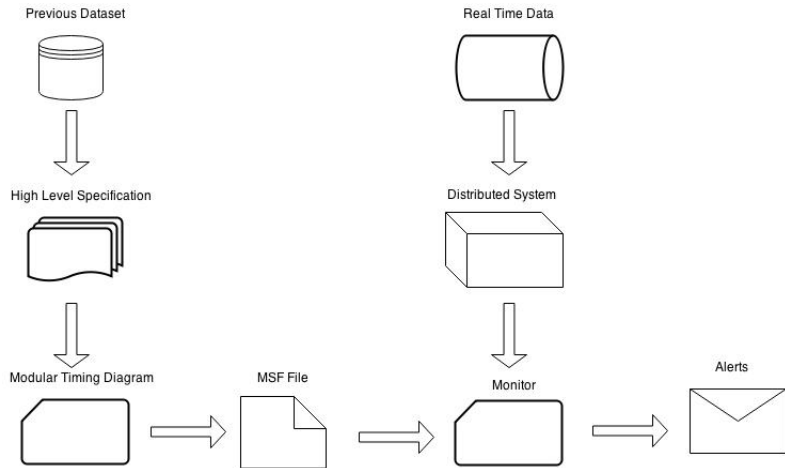 Previous Dataset
Real Time Data
High Level Specification
Distributed System
Modular Timing Diagram
MSF File
Monitor
Alerts